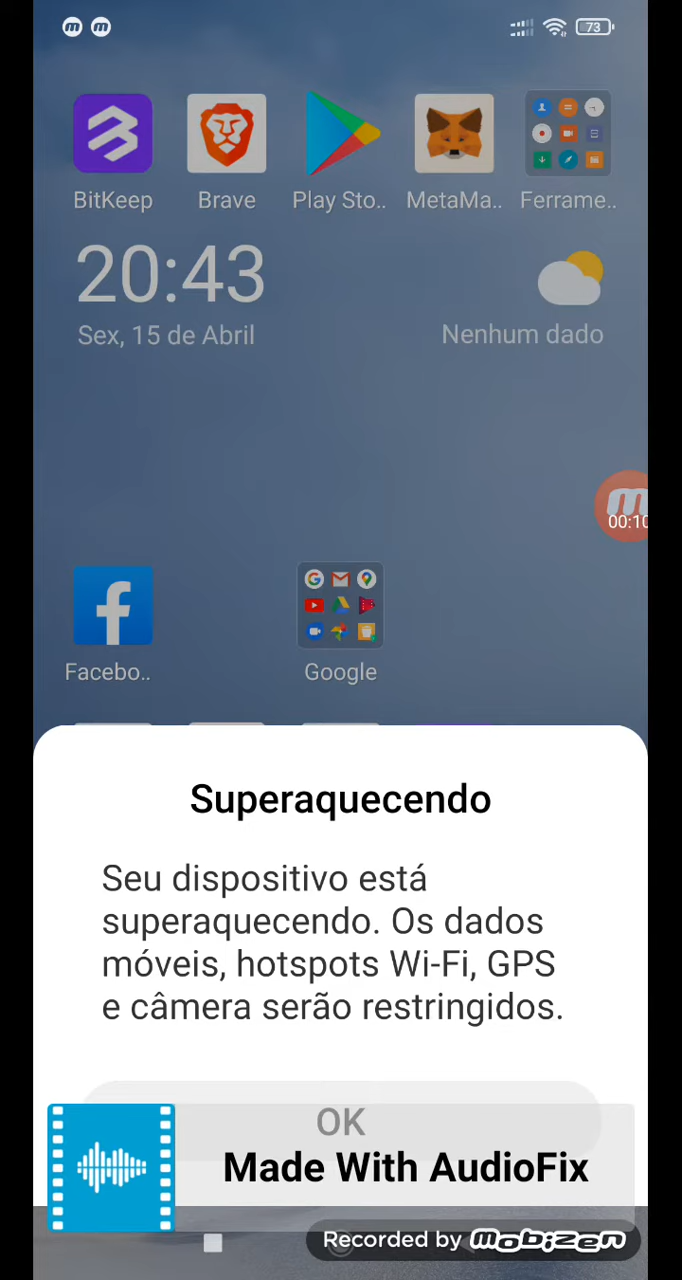 73
BitKeep
Brave
Play Sto..
MetaMa..
Ferrame..
20:43
Sex, 15 de Abril
Nenhum dado
00:10
Facebo..
Google
Superaquecendo
Seu dispositivo está
superaquecendo. Os dados
móveis, hotspots Wi-Fi, GPS
e câmera serão restringidos.
OK
Made With AudioFix
Recorded by mobizen